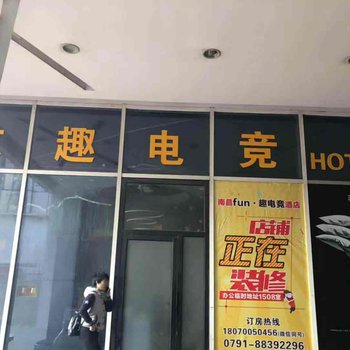 趣电竞 HOT
南昌fun·趣电竞酒店
店铺
正在
装修
办公临时地址1508室
订房热线
18070050456(微信同号)
0791-88392296